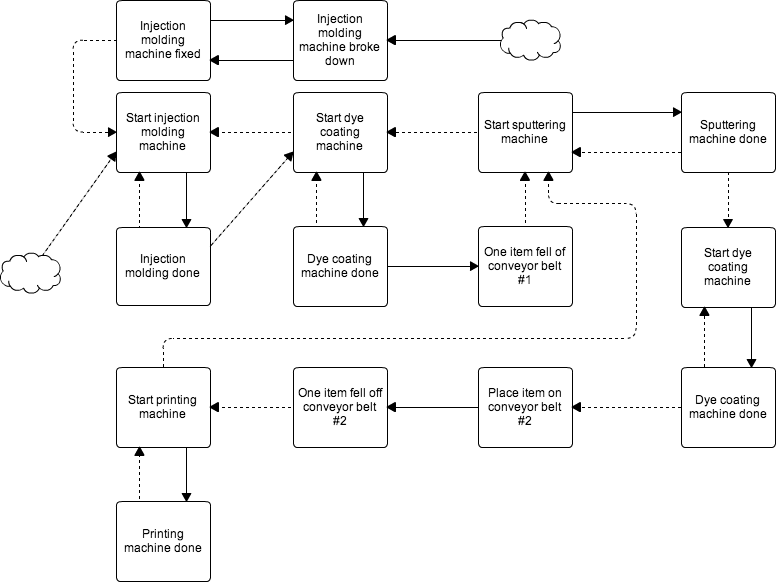 Injection
molding
machine fixed
Injection
molding
machine broke
down
Start injection
molding
machine
Start dye
coating
machine
Start sputtering
machine
Sputtering
machine done
Injection
molding done
Dye coating
machine done
One item fell of
conveyor belt
#1
Start dye
coating
machine
Start printing
machine
One item fell off
conveyor belt
#2
Place item on
conveyor belt
#2
Dye coating
machine done
Printing
machine done